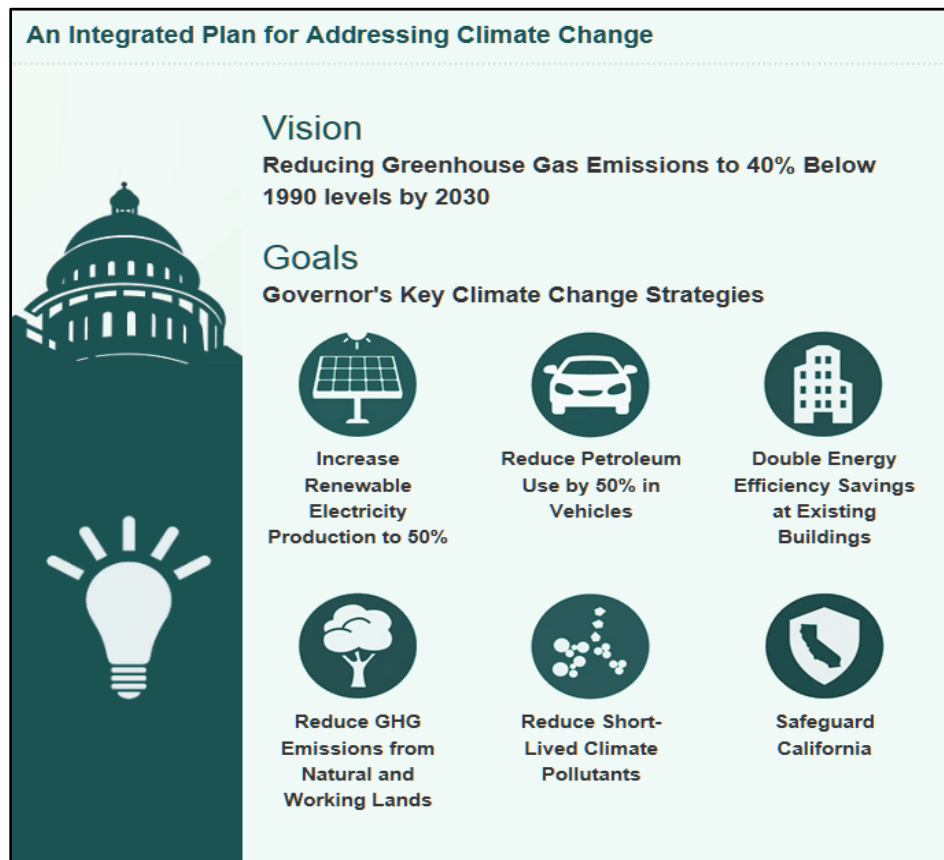 An Integrated Plan for Addressing Climate Change
Vision
Reducing Greenhouse Gas Emissions to 40% Below
1990 levels by 2030
Goals
Governor's Key Climate Change Strategies
Increase
Renewable
Electricity
Production to 50%
Reduce Petroleum
Use by 50% in
Vehicles
Double Energy
Efficiency Savings
at Existing
Buildings
Reduce GHG
Emissions from
Natural and
Working Lands
Reduce Short-
Lived Climate
Pollutants
Safeguard
California